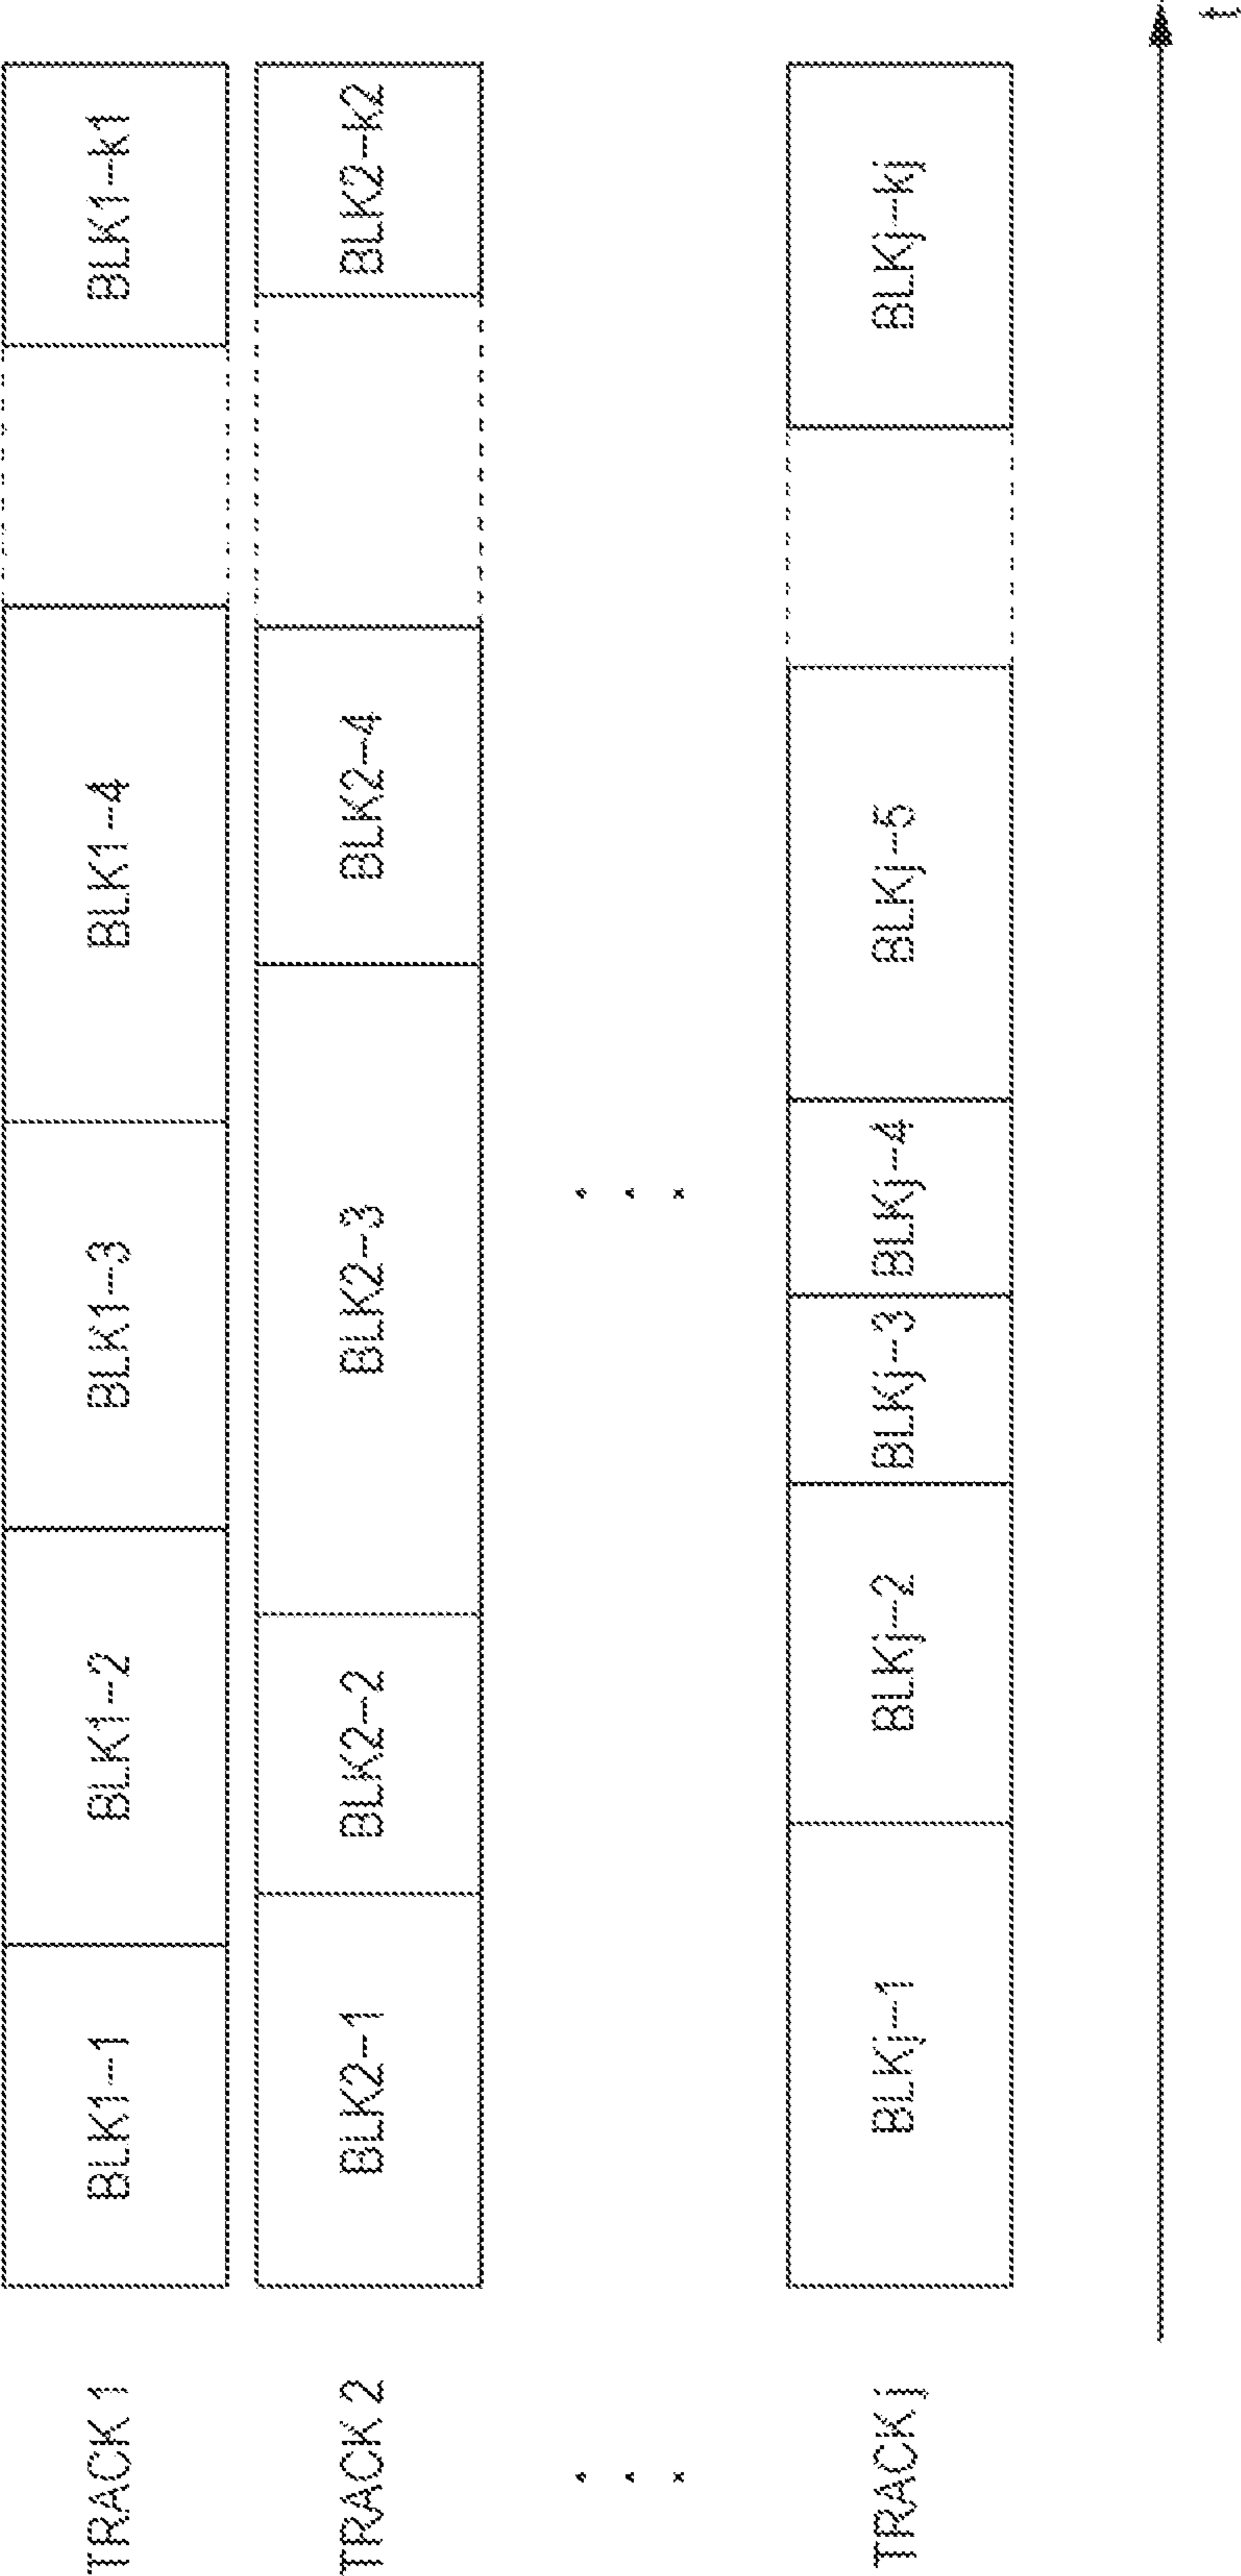 TRACK 1 BLK1-1 BLK1-2 BLK1-3 BLK1-4 BLK1-k1
TRACK 2 BLK2-1 BLK2-2 BLK2-3 BLK2-4 BLK2-k2
TRACK j BLKj-1 BLKj-2 BLKj-3 BLKj-4 BLKj-5 BLKj-kj
t